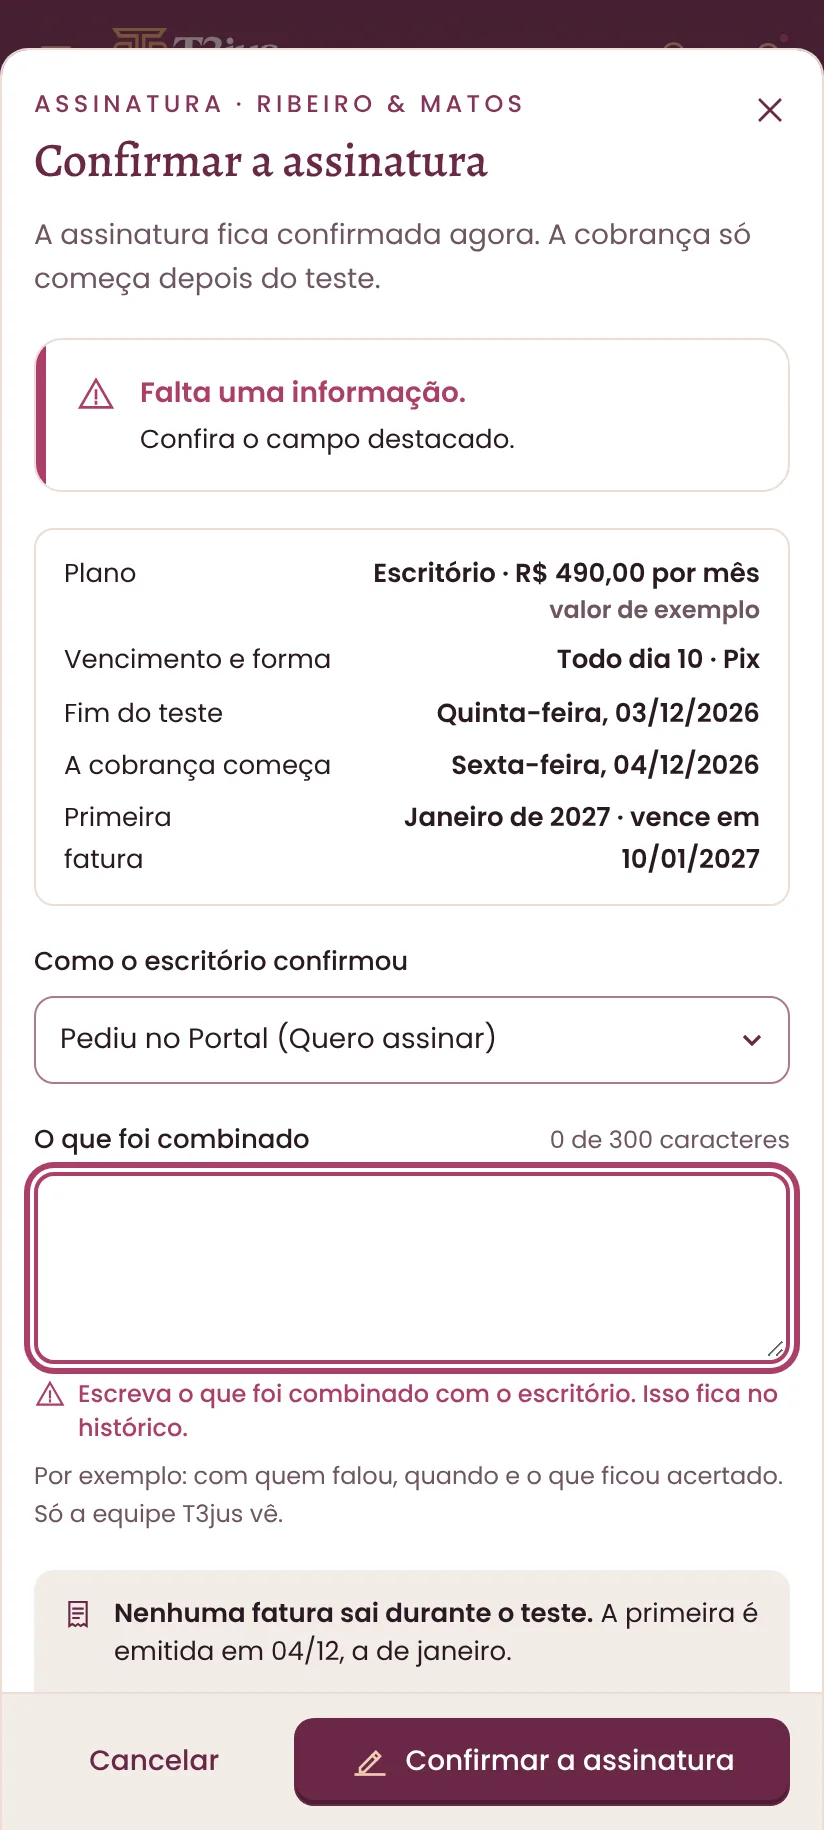 ASSINATURA · RIBEIRO & MATOS
Confirmar a assinatura
A assinatura fica confirmada agora. A cobrança só
começa depois do teste.
Falta uma informação.
Confira o campo destacado.
Plano
Escritório · R$ 490,00 por mês
valor de exemplo
Vencimento e forma
Todo dia 10 · Pix
Fim do teste
Quinta-feira, 03/12/2026
A cobrança começa
Sexta-feira, 04/12/2026
Primeira
fatura
Janeiro de 2027 · vence em
10/01/2027
Como o escritório confirmou
Pediu no Portal (Quero assinar)
O que foi combinado
0 de 300 caracteres
Escreva o que foi combinado com o escritório. Isso fica no
histórico.
Por exemplo: com quem falou, quando e o que ficou acertado.
Só a equipe T3jus vê.
Nenhuma fatura sai durante o teste. A primeira é
emitida em 04/12, a de janeiro.
Cancelar
Confirmar a assinatura